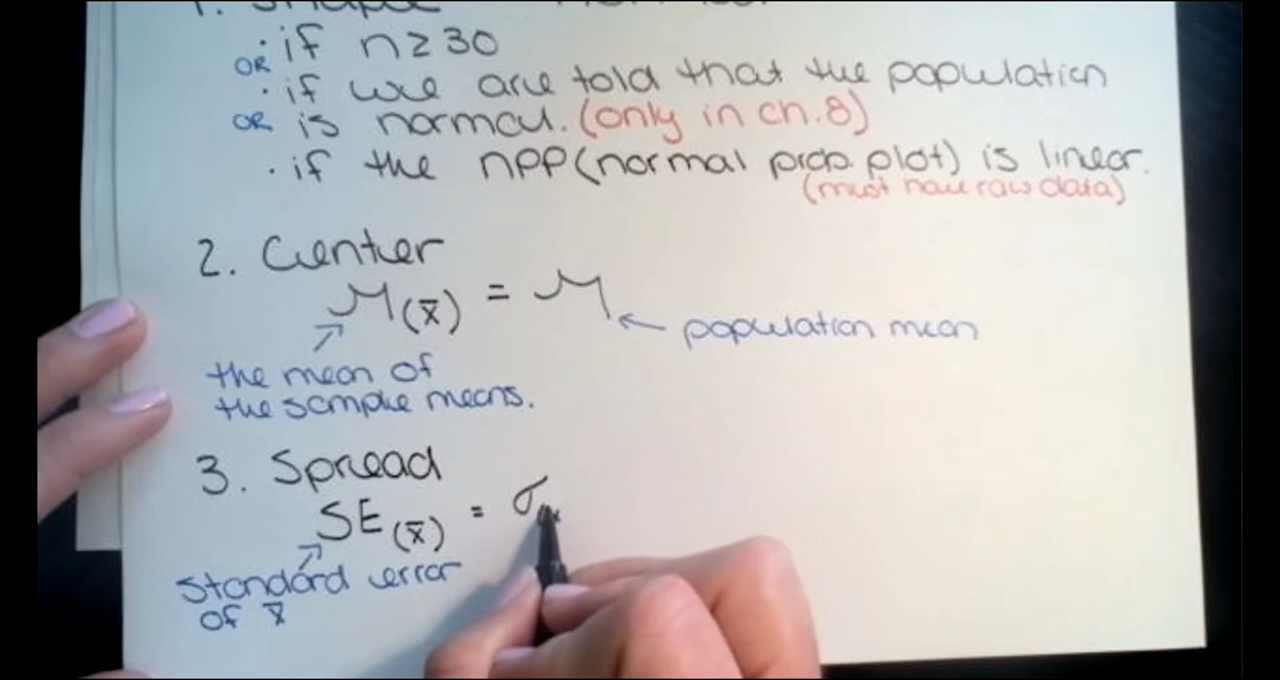 1. Shape
· if n ≥ 30
OR
· if we are told that the population
OR is normal. (only in ch.8)
· if the NPP (normal prob. plot) is linear.
(must have raw data)
2. Center
μ(x̄) = μ
← population mean
the mean of
the sample means.
3. Spread
SE(x̄) = σ
Standard error
of x̄